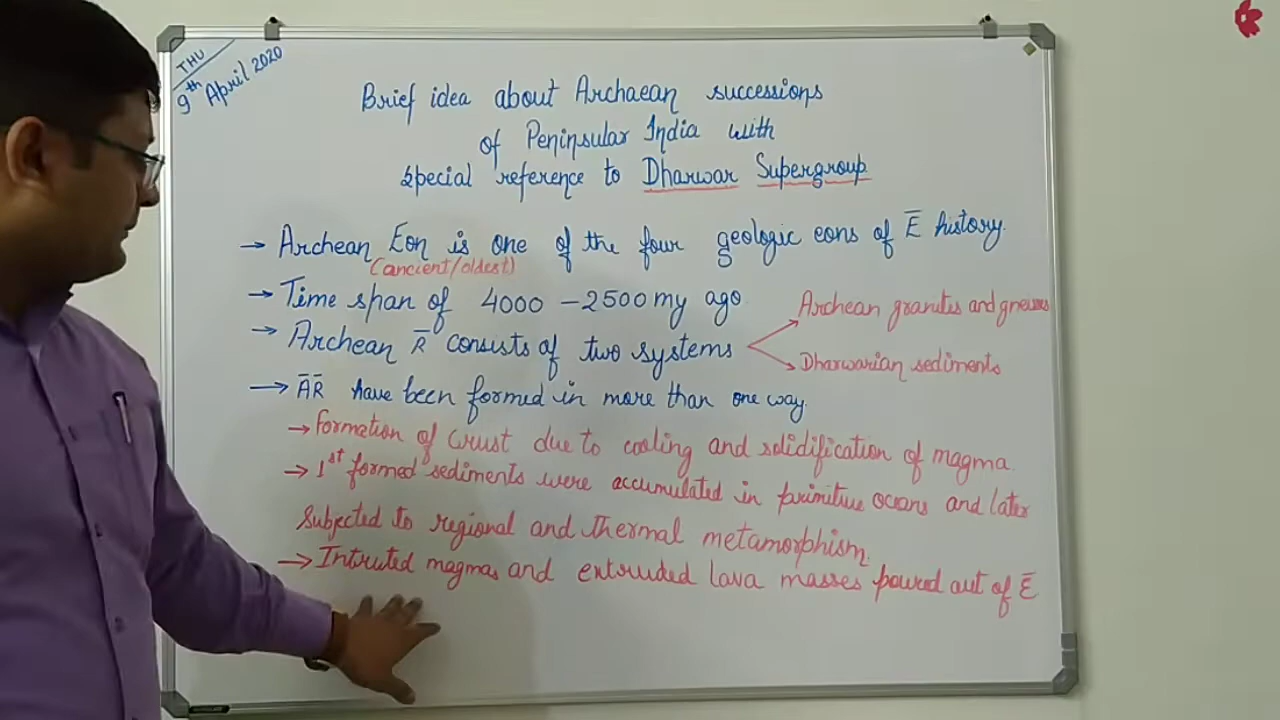 THU
9th April 2020
Brief idea about Archaean successions
of Peninsular India with
special reference to Dharwar Supergroup
→ Archean Eon is one of the four geologic eons of Ē history.
(ancient/oldest)
→ Time span of 4000 – 2500 my ago
→ Archean R̄ consists of two systems
Archean granites and gneisses
Dharwarian sediments
→ ĀR̄ have been formed in more than one way.
→ Formation of crust due to cooling and solidification of magma
→ 1st formed sediments were accumulated in primitive oceans and later
subjected to regional and thermal metamorphism.
→ Intruted magmas and extruded lava masses poured out of Ē